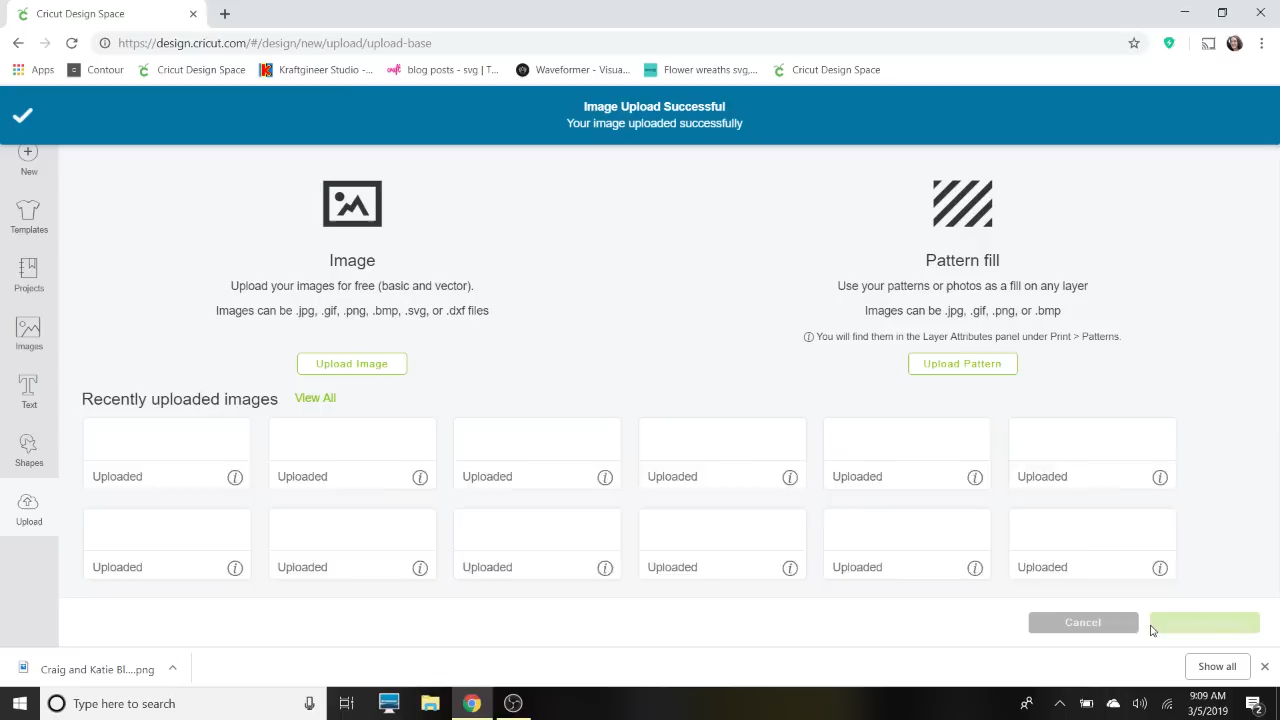 Cricut Design Space
https://design.cricut.com/#/design/new/upload/upload-base
Apps
Contour
Cricut Design Space
Kraftgineer Studio -...
blog posts - svg | T...
Waveformer - Visua...
Flower wreaths svg,...
Cricut Design Space
Image Upload Successful
Your image uploaded successfully
New
Templates
Projects
Images
Text
Shapes
Upload
Image
Upload your images for free (basic and vector).
Images can be .jpg, .gif, .png, .bmp, .svg, or .dxf files
Upload Image
Pattern fill
Use your patterns or photos as a fill on any layer
Images can be .jpg, .gif, .png, or .bmp
You will find them in the Layer Attributes panel under Print > Patterns.
Upload Pattern
Recently uploaded images View All
Uploaded Uploaded Uploaded Uploaded Uploaded Uploaded
Uploaded Uploaded Uploaded Uploaded Uploaded Uploaded
Cancel
Craig and Katie Bl....png
Show all
Type here to search
9:09 AM
3/5/2019
2